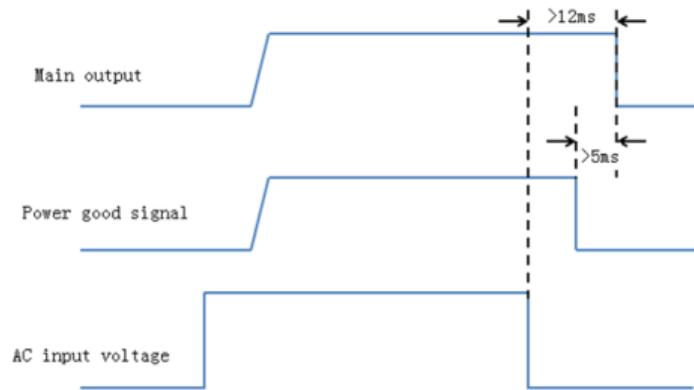 >12ms
Main output
>5ms
Power good signal
AC input voltage